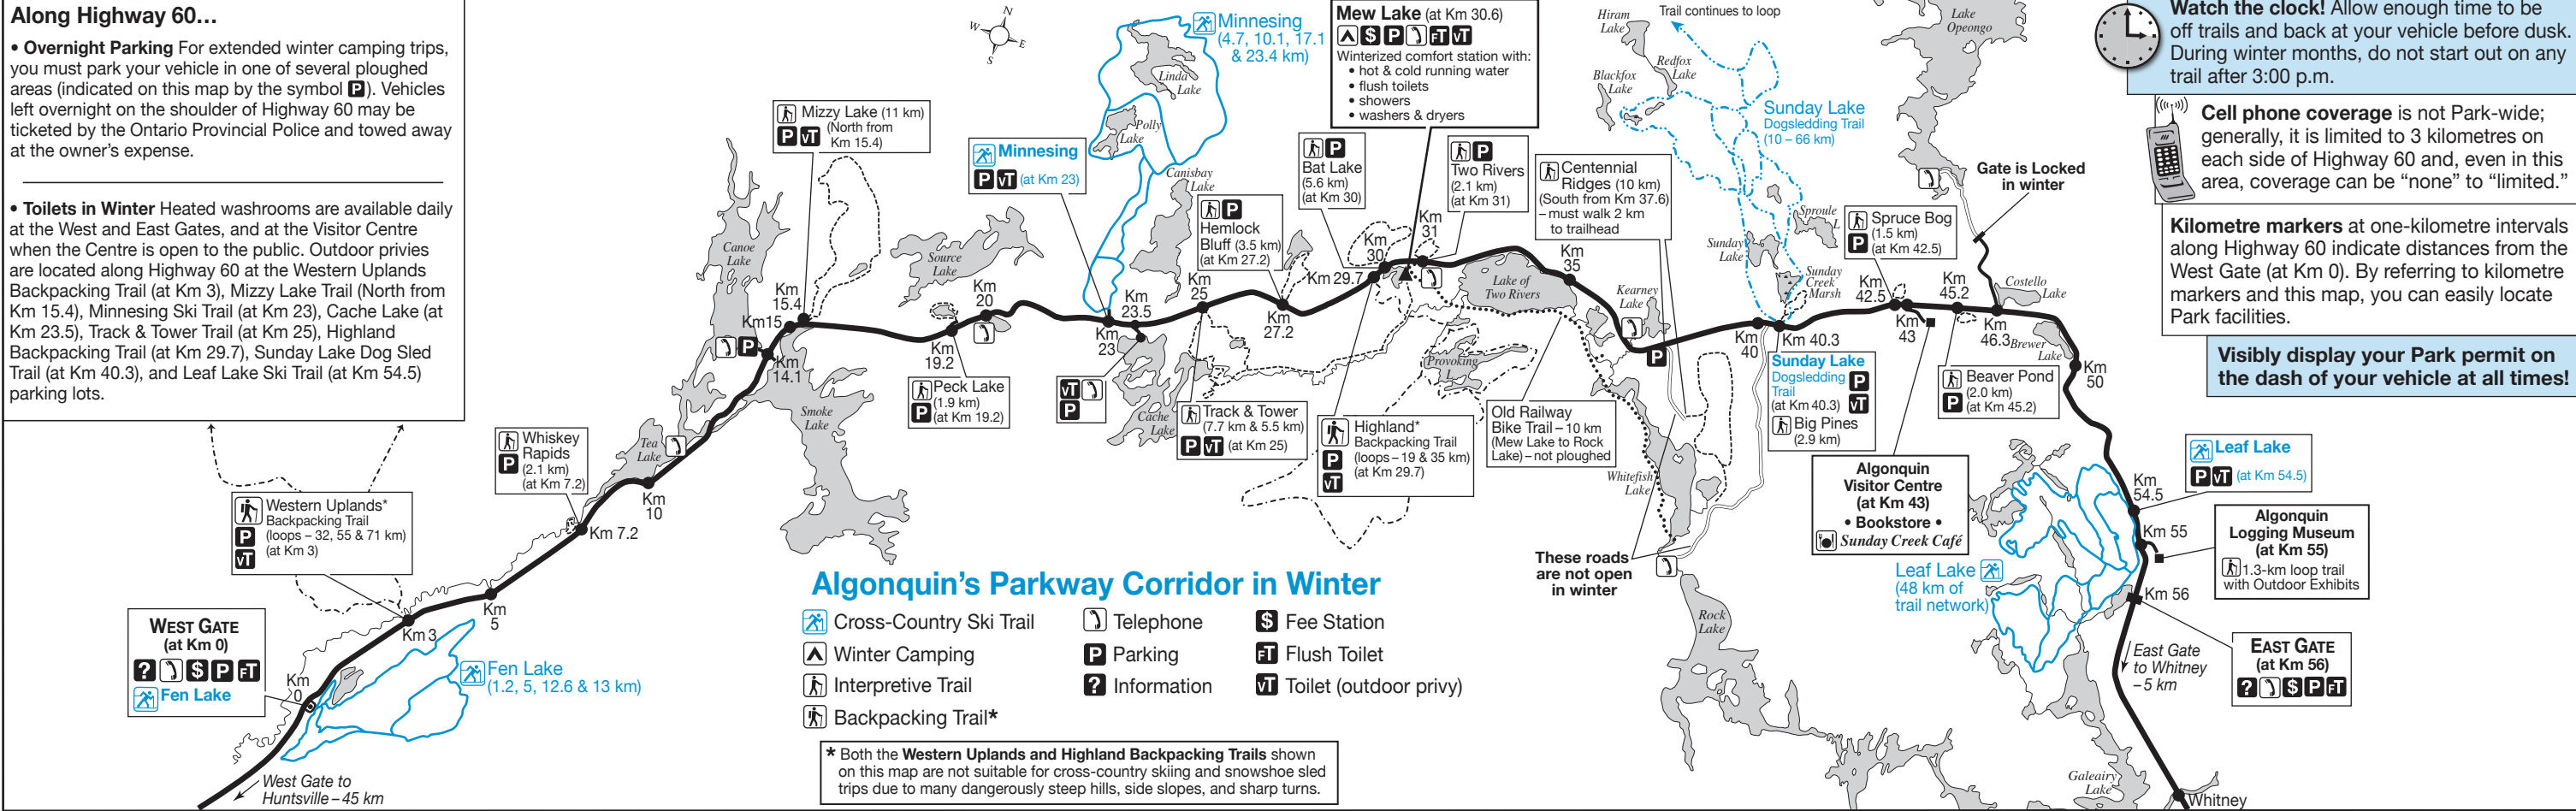 Along Highway 60...
• Overnight Parking For extended winter camping trips,
you must park your vehicle in one of several ploughed
areas (indicated on this map by the symbol P). Vehicles
left overnight on the shoulder of Highway 60 may be
ticketed by the Ontario Provincial Police and towed away
at the owner's expense.
• Toilets in Winter Heated washrooms are available daily
at the West and East Gates, and at the Visitor Centre
when the Centre is open to the public. Outdoor privies
are located along Highway 60 at the Western Uplands
Backpacking Trail (at Km 3), Mizzy Lake Trail (North from
Km 15.4), Minnesing Ski Trail (at Km 23), Cache Lake (at
Km 23.5), Track & Tower Trail (at Km 25), Highland
Backpacking Trail (at Km 29.7), Sunday Lake Dog Sled
Trail (at Km 40.3), and Leaf Lake Ski Trail (at Km 54.5)
parking lots.
Western Uplands*
Backpacking Trail
P (loops – 32, 55 & 71 km)
vT (at Km 3)
WEST GATE
(at Km 0)
? $ P FT
Fen Lake
Km
0
Km 3
Km
5
Fen Lake
(1.2, 5, 12.6 & 13 km)
West Gate to
Huntsville – 45 km
Whiskey
Rapids
P (2.1 km)
(at Km 7.2)
Km 7.2
Km
10
Tea
Lake
Smoke
Lake
Canoe
Lake
P
Km
14.1
Km15
Km
15.4
Mizzy Lake (11 km)
P vT (North from
Km 15.4)
Source
Lake
Km
19.2
Peck Lake
(1.9 km)
P (at Km 19.2)
Km
20
N
W E
S
Minnesing
P vT (at Km 23)
Minnesing
(4.7, 10.1, 17.1
& 23.4 km)
Linda
Lake
Polly
Lake
Canisbay
Lake
Km
23
Km
23.5
vT
P
Cache
Lake
Km
25
Track & Tower
(7.7 km & 5.5 km)
P vT (at Km 25)
P
Hemlock
Bluff (3.5 km)
(at Km 27.2)
Km
27.2
Km 29.7
Highland*
Backpacking Trail
P (loops – 19 & 35 km)
(at Km 29.7)
vT
P
Bat Lake
(5.6 km)
(at Km 30)
Km
30
Mew Lake (at Km 30.6)
$ P FT vT
Winterized comfort station with:
• hot & cold running water
• flush toilets
• showers
• washers & dryers
P
Two Rivers
(2.1 km)
(at Km 31)
Km
31
Lake of
Two Rivers
Provoking
L.
Old Railway
Bike Trail – 10 km
(Mew Lake to Rock
Lake) – not ploughed
Centennial
Ridges (10 km)
(South from Km 37.6)
– must walk 2 km
to trailhead
Km
35
Kearney
Lake
P
Whitefish
Lake
These roads
are not open
in winter
Rock
Lake
Trail continues to loop
Hiram
Lake
Redfox
Lake
Blackfox
Lake
Sunday Lake
Dogsledding Trail
(10 – 66 km)
Sproule
L
Sunday
Lake
Sunday
Creek
Marsh
Km
40
Km 40.3
Sunday Lake
Dogsledding P
Trail
(at Km 40.3) vT
Big Pines
(2.9 km)
Spruce Bog
(1.5 km)
P (at Km 42.5)
Km
42.5
Km
43
Algonquin
Visitor Centre
(at Km 43)
• Bookstore •
Sunday Creek Café
Lake
Opeongo
Gate is Locked
in winter
Km
45.2
Beaver Pond
(2.0 km)
P (at Km 45.2)
Km
46.3
Costello
Lake
Brewer
Lake
Km
50
Leaf Lake
P vT (at Km 54.5)
Km
54.5
Km 55
Algonquin
Logging Museum
(at Km 55)
1.3-km loop trail
with Outdoor Exhibits
Leaf Lake
(48 km of
trail network)
Km 56
EAST GATE
(at Km 56)
? $ P FT
East Gate
to Whitney
– 5 km
Galeairy
Lake
Whitney
Algonquin's Parkway Corridor in Winter
Cross-Country Ski Trail
Winter Camping
Interpretive Trail
Backpacking Trail*
Telephone
P Parking
? Information
$ Fee Station
FT Flush Toilet
vT Toilet (outdoor privy)
* Both the Western Uplands and Highland Backpacking Trails shown
on this map are not suitable for cross-country skiing and snowshoe sled
trips due to many dangerously steep hills, side slopes, and sharp turns.
Watch the clock! Allow enough time to be
off trails and back at your vehicle before dusk.
During winter months, do not start out on any
trail after 3:00 p.m.
Cell phone coverage is not Park-wide;
generally, it is limited to 3 kilometres on
each side of Highway 60 and, even in this
area, coverage can be "none" to "limited."
Kilometre markers at one-kilometre intervals
along Highway 60 indicate distances from the
West Gate (at Km 0). By referring to kilometre
markers and this map, you can easily locate
Park facilities.
Visibly display your Park permit on
the dash of your vehicle at all times!